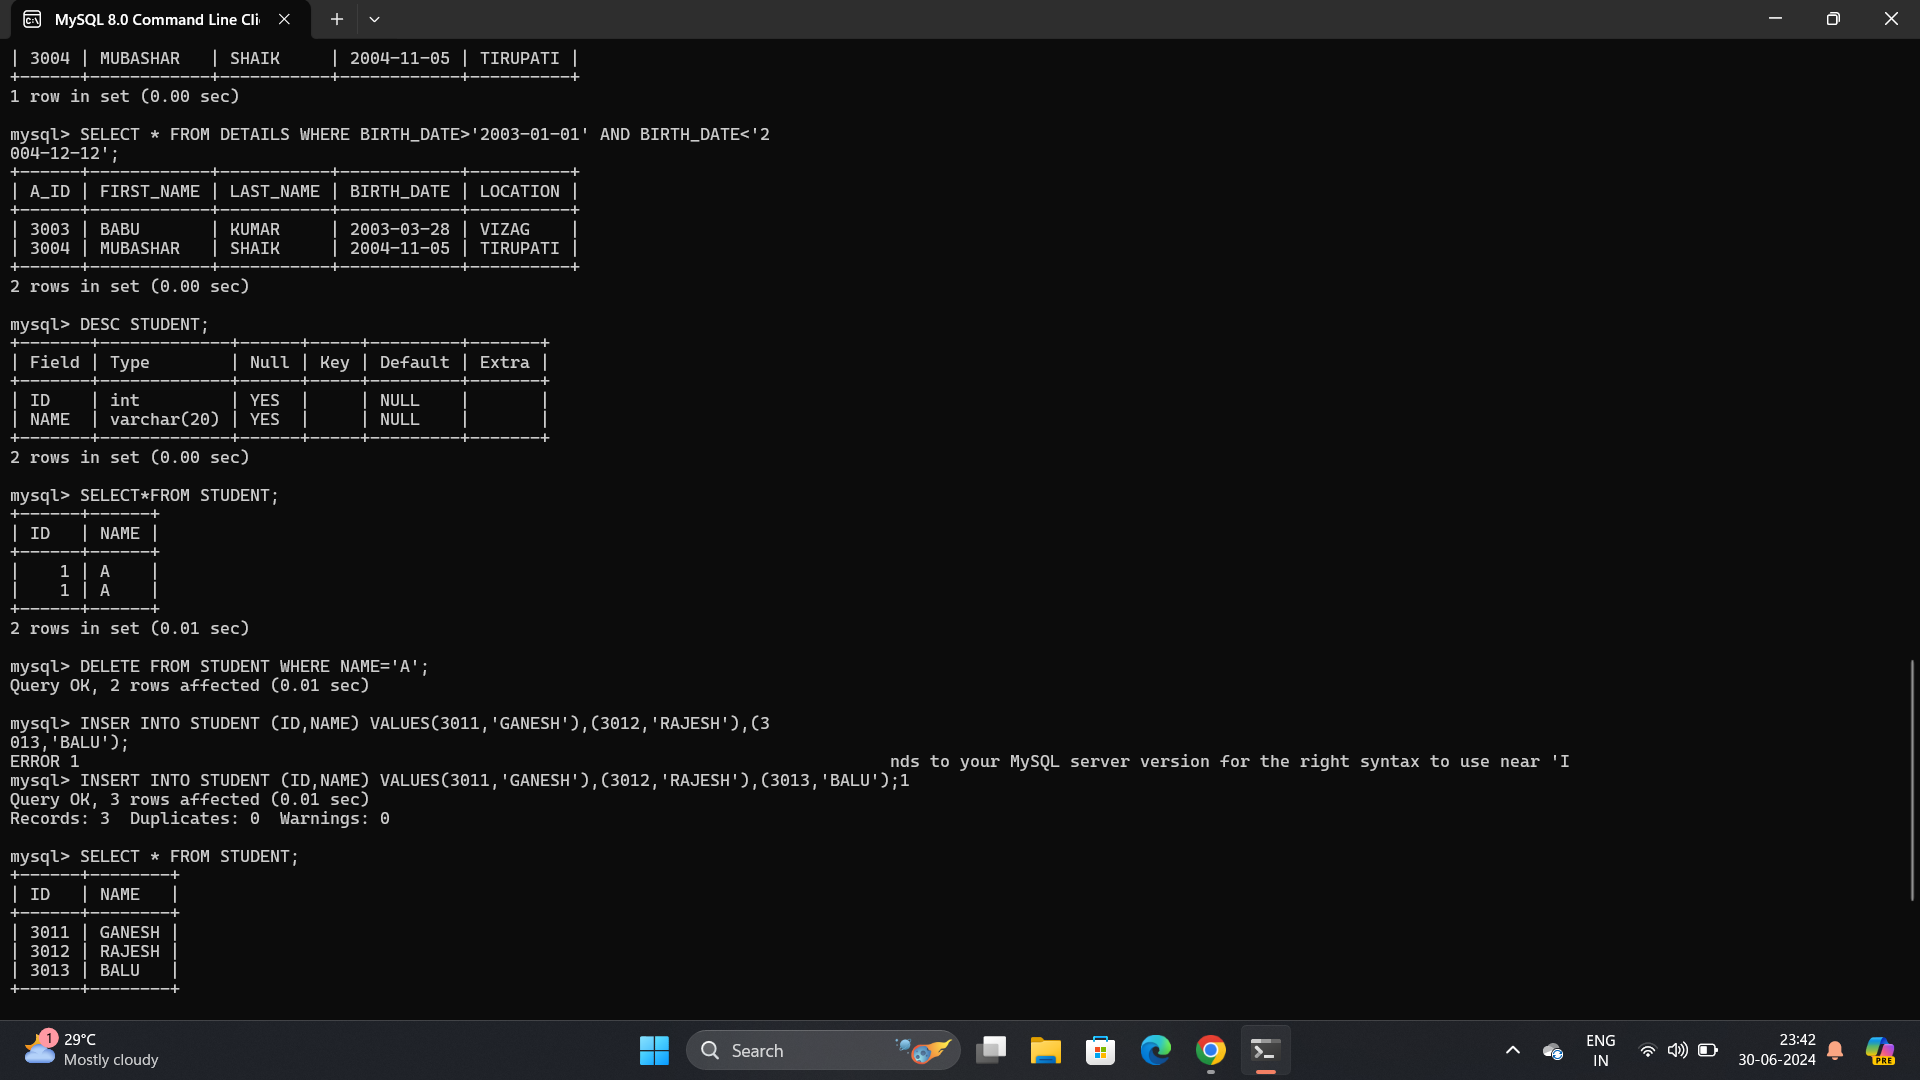 MySQL 8.0 Command Line Cli
| 3004 | MUBASHAR   | SHAIK     | 2004-11-05 | TIRUPATI |
+------+------------+-----------+------------+----------+
1 row in set (0.00 sec)
mysql> SELECT * FROM DETAILS WHERE BIRTH_DATE>'2003-01-01' AND BIRTH_DATE<'2
004-12-12';
+------+------------+-----------+------------+----------+
| A_ID | FIRST_NAME | LAST_NAME | BIRTH_DATE | LOCATION |
+------+------------+-----------+------------+----------+
| 3003 | BABU       | KUMAR     | 2003-03-28 | VIZAG    |
| 3004 | MUBASHAR   | SHAIK     | 2004-11-05 | TIRUPATI |
+------+------------+-----------+------------+----------+
2 rows in set (0.00 sec)
mysql> DESC STUDENT;
+-------+-------------+------+-----+---------+-------+
| Field | Type        | Null | Key | Default | Extra |
+-------+-------------+------+-----+---------+-------+
| ID    | int         | YES  |     | NULL    |       |
| NAME  | varchar(20) | YES  |     | NULL    |       |
+-------+-------------+------+-----+---------+-------+
2 rows in set (0.00 sec)
mysql> SELECT*FROM STUDENT;
+------+------+
| ID   | NAME |
+------+------+
|    1 | A    |
|    1 | A    |
+------+------+
2 rows in set (0.01 sec)
mysql> DELETE FROM STUDENT WHERE NAME='A';
Query OK, 2 rows affected (0.01 sec)
mysql> INSER INTO STUDENT (ID,NAME) VALUES(3011,'GANESH'),(3012,'RAJESH'),(3
013,'BALU');
ERROR 1 nds to your MySQL server version for the right syntax to use near 'I
mysql> INSERT INTO STUDENT (ID,NAME) VALUES(3011,'GANESH'),(3012,'RAJESH'),(3013,'BALU');1
Query OK, 3 rows affected (0.01 sec)
Records: 3  Duplicates: 0  Warnings: 0
mysql> SELECT * FROM STUDENT;
+------+--------+
| ID   | NAME   |
+------+--------+
| 3011 | GANESH |
| 3012 | RAJESH |
| 3013 | BALU   |
+------+--------+
1
29°C
Mostly cloudy
Search
ENG
IN
23:42
30-06-2024
PRE